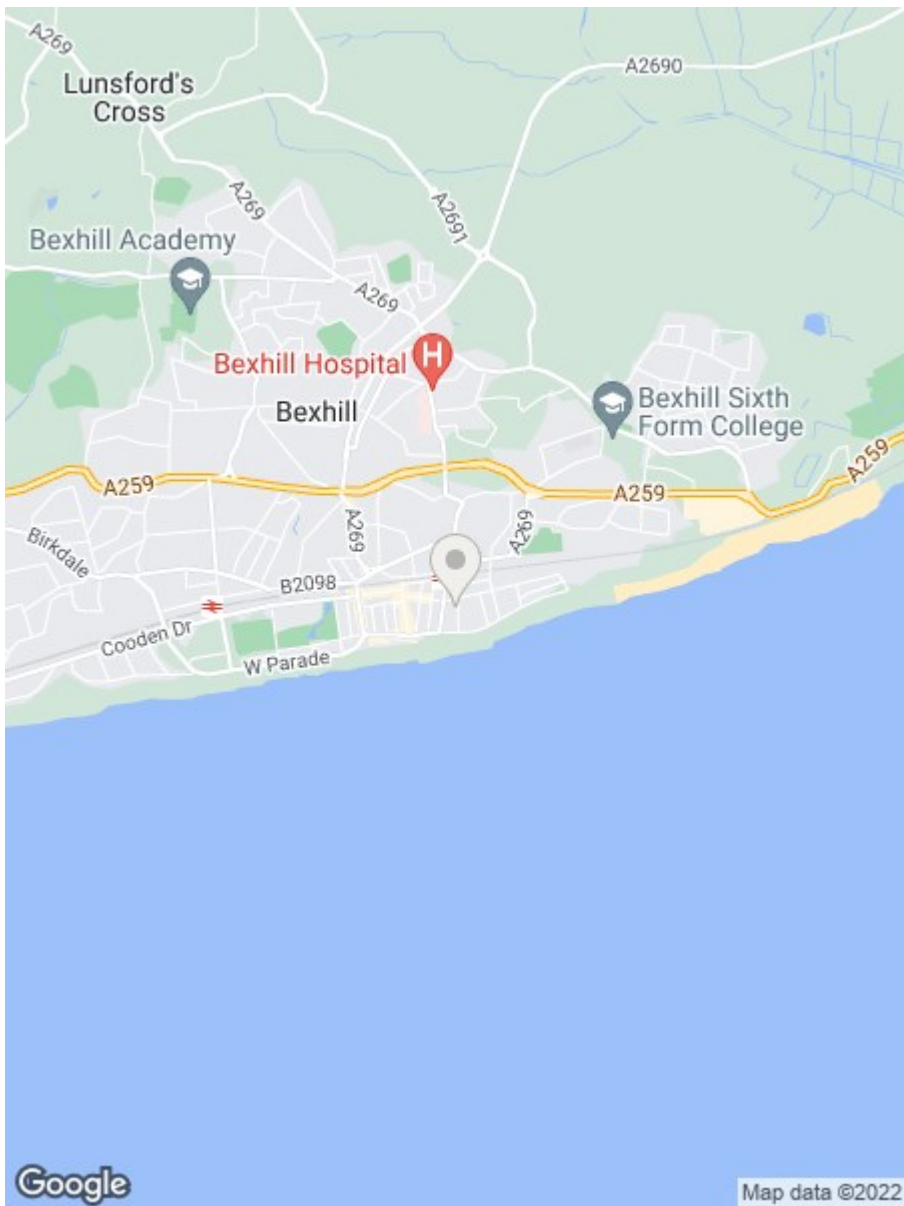 A269
A2690
Lunsford's
Cross
A269
A2691
Bexhill Academy
A269
Bexhill Hospital
H
Bexhill
Bexhill Sixth
Form College
A259
A259
A259
A269
A269
Birkdale
B2098
Cooden Dr
W Parade
Google
Map data ©2022